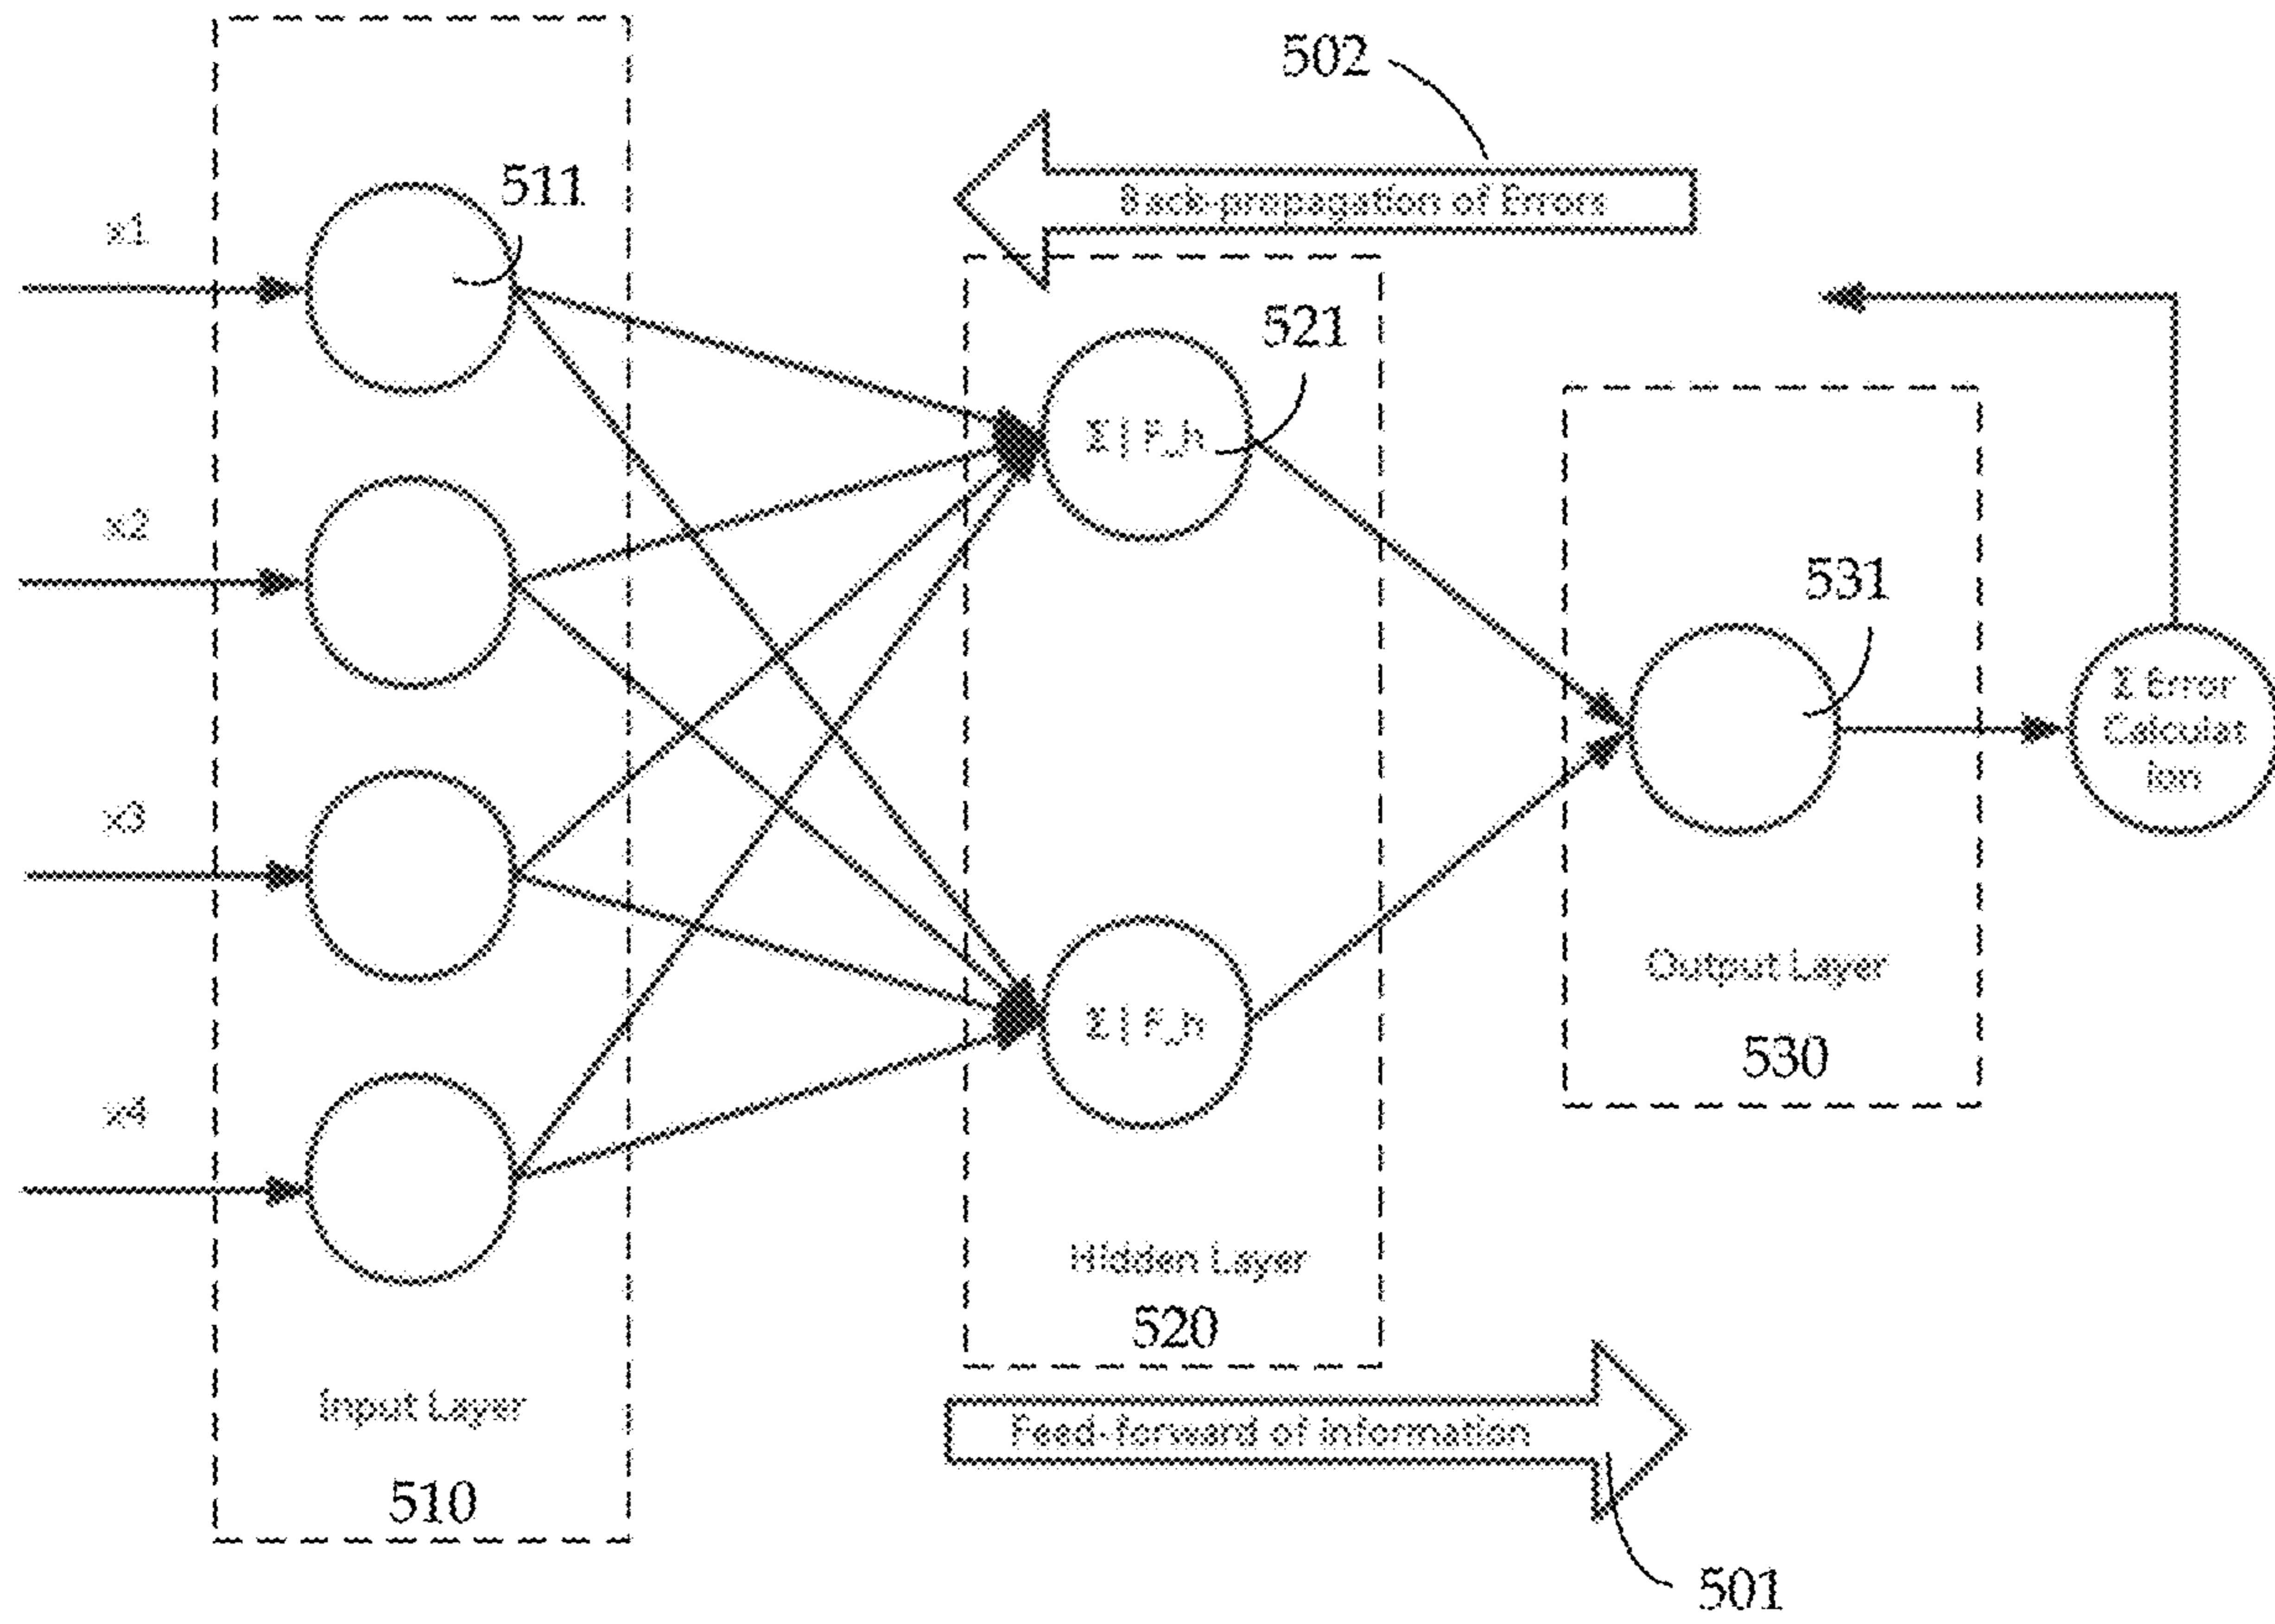 502
Back-propagation of Errors
511
x1
521
Σ | F_h
x2
531
Σ Error
Calculat
ion
x3
Output Layer
530
Σ | F_h
x4
Hidden Layer
520
Input Layer
510
Feed-forward of information
501